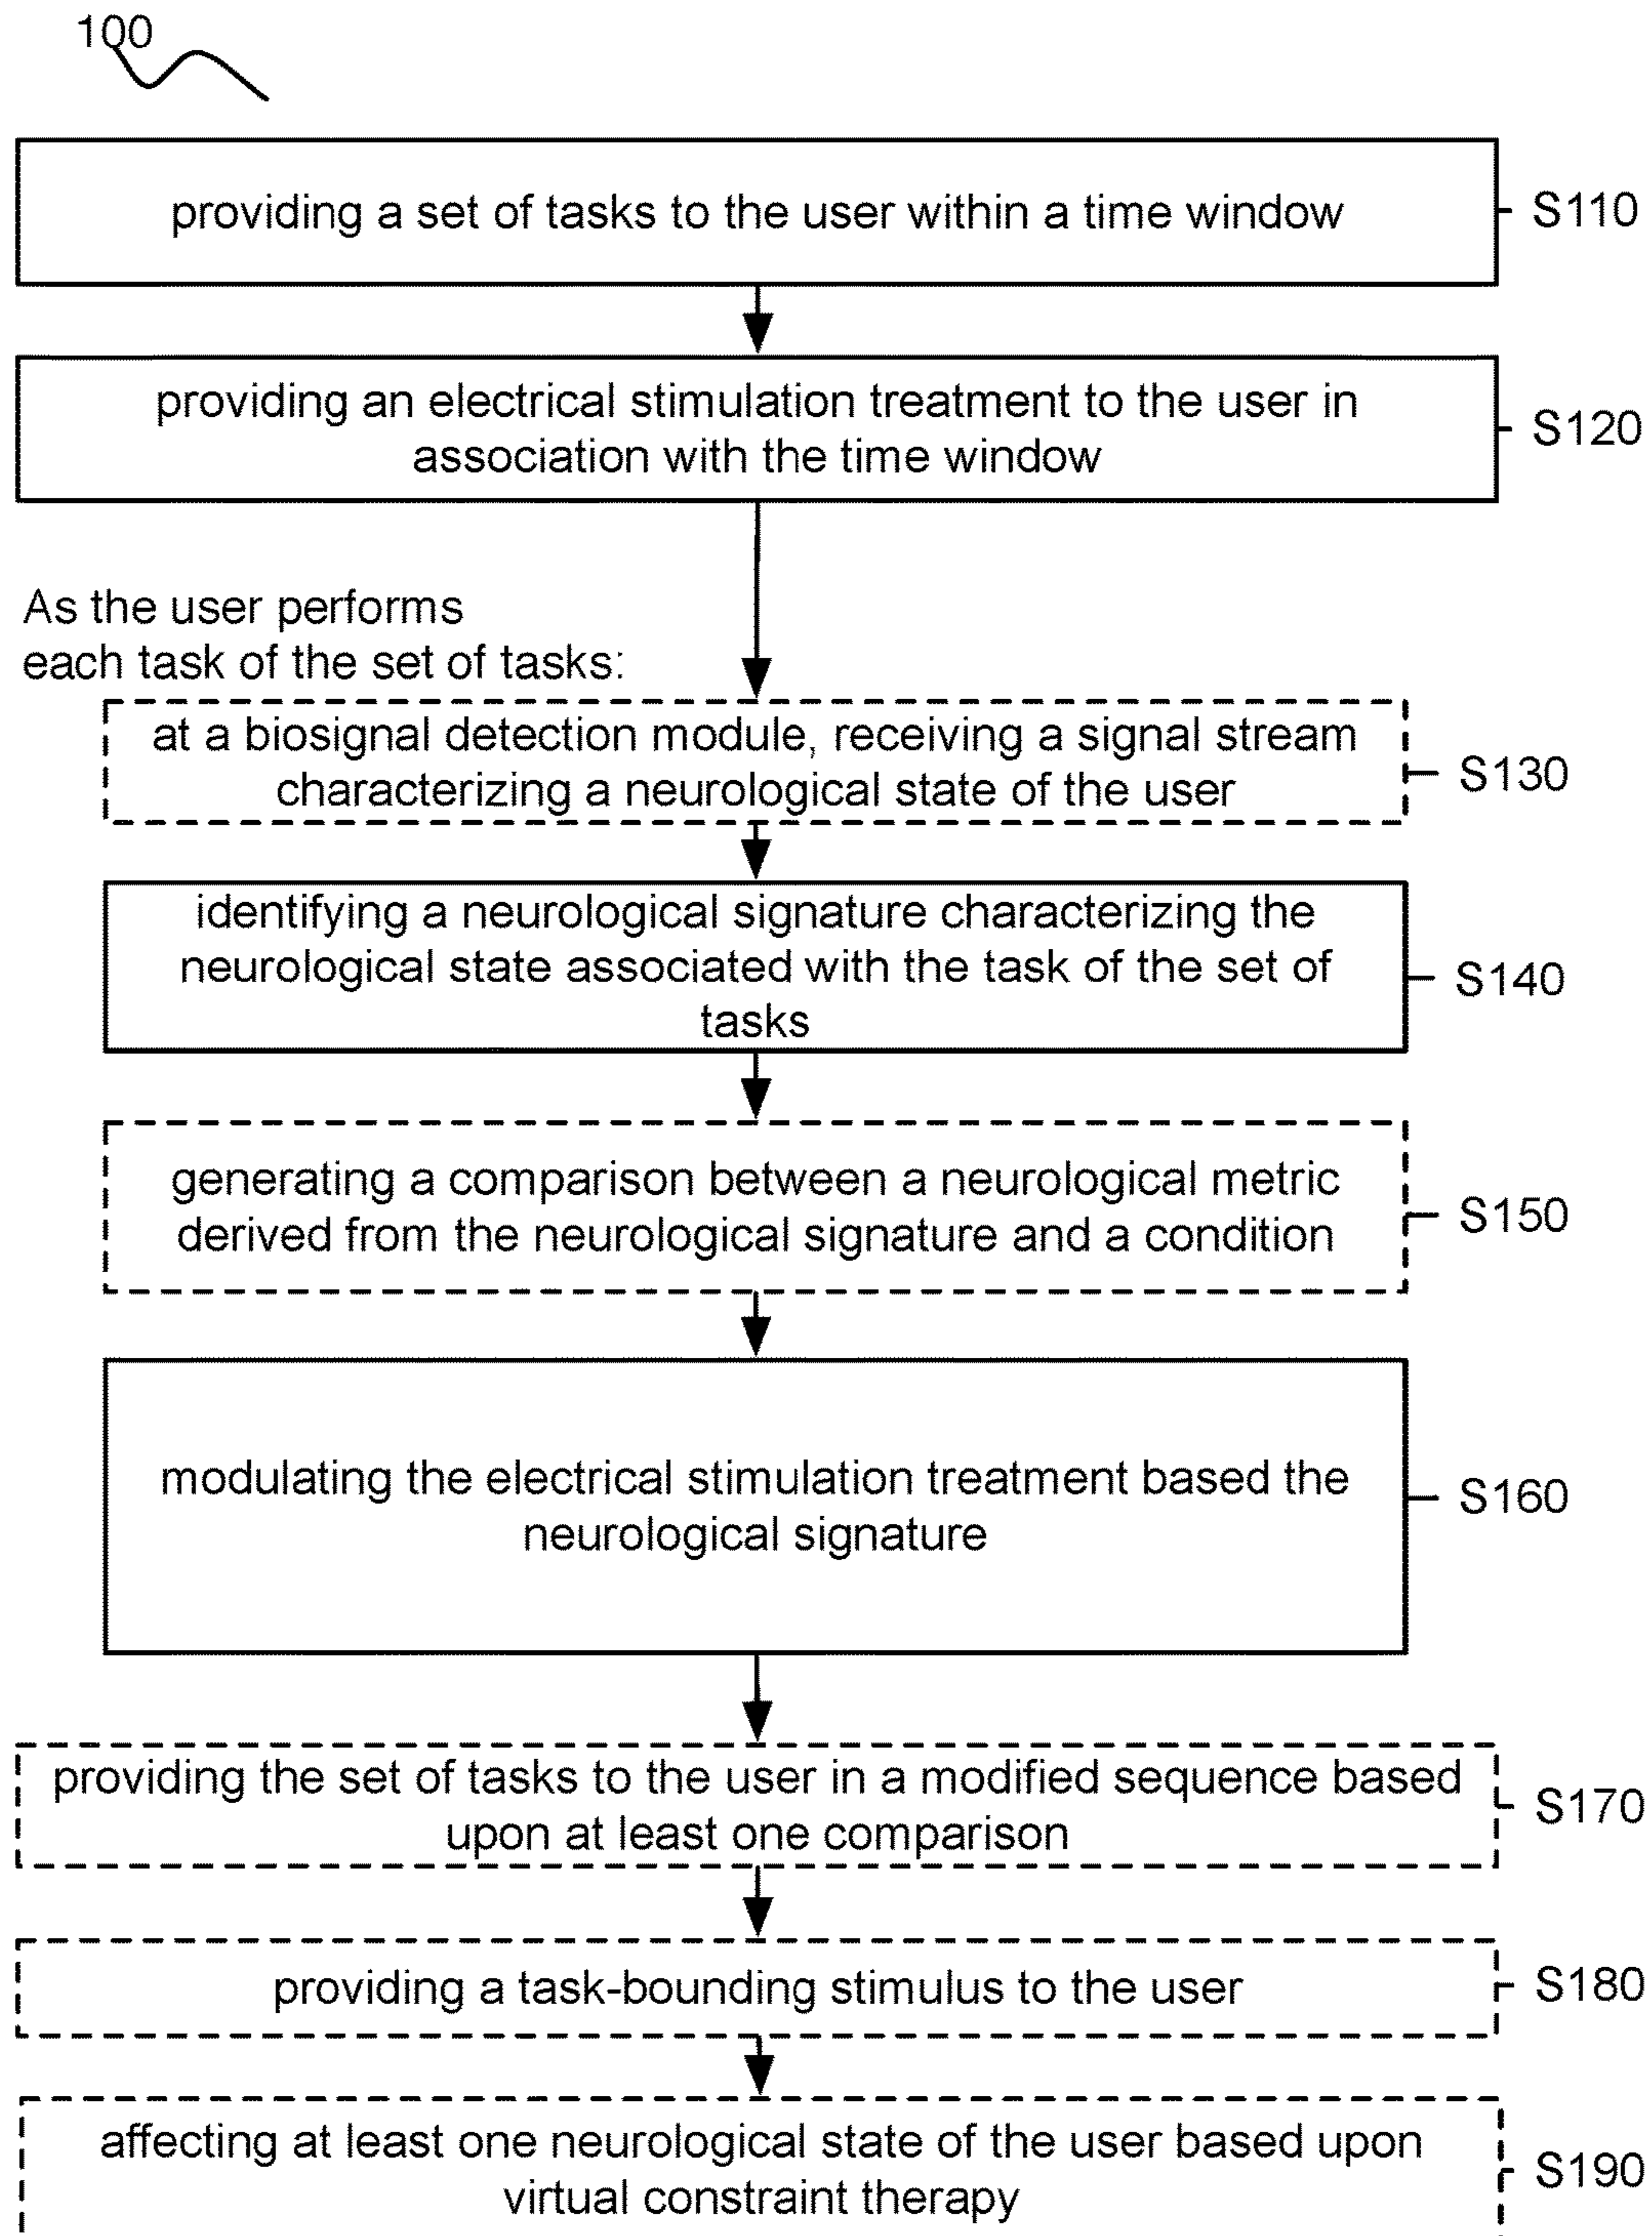 100
providing a set of tasks to the user within a time window
S110
providing an electrical stimulation treatment to the user in
association with the time window
S120
As the user performs
each task of the set of tasks:
at a biosignal detection module, receiving a signal stream
characterizing a neurological state of the user
S130
identifying a neurological signature characterizing the
neurological state associated with the task of the set of
tasks
S140
generating a comparison between a neurological metric
derived from the neurological signature and a condition
S150
modulating the electrical stimulation treatment based the
neurological signature
S160
providing the set of tasks to the user in a modified sequence based
upon at least one comparison
S170
providing a task-bounding stimulus to the user
S180
affecting at least one neurological state of the user based upon
virtual constraint therapy
S190